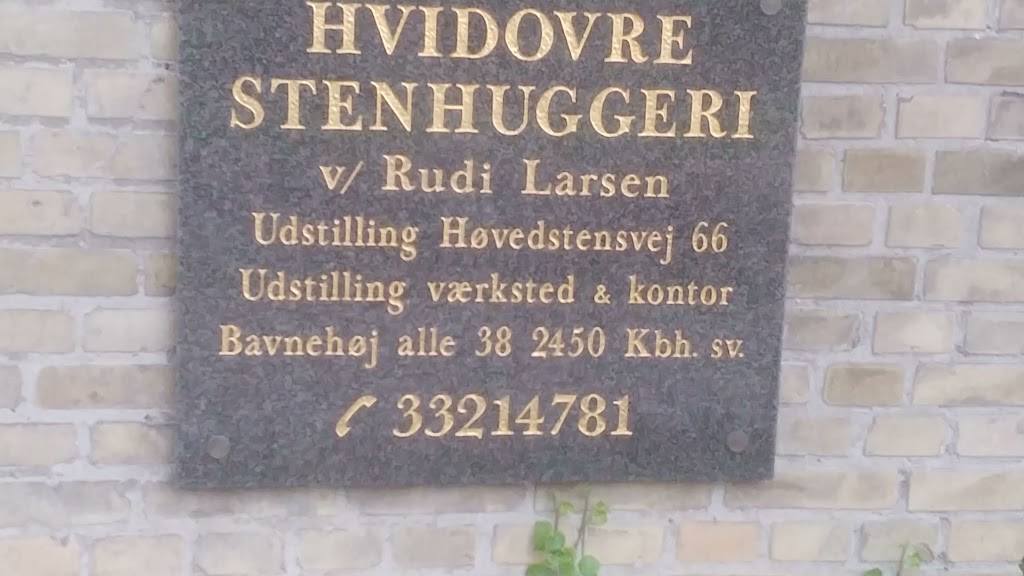 HVIDOVRE
STENHUGGERI
v/ Rudi Larsen
Udstilling Høvedstensvej 66
Udstilling værksted & kontor
Bavnehøj alle 38 2450 Kbh. sv.
33214781